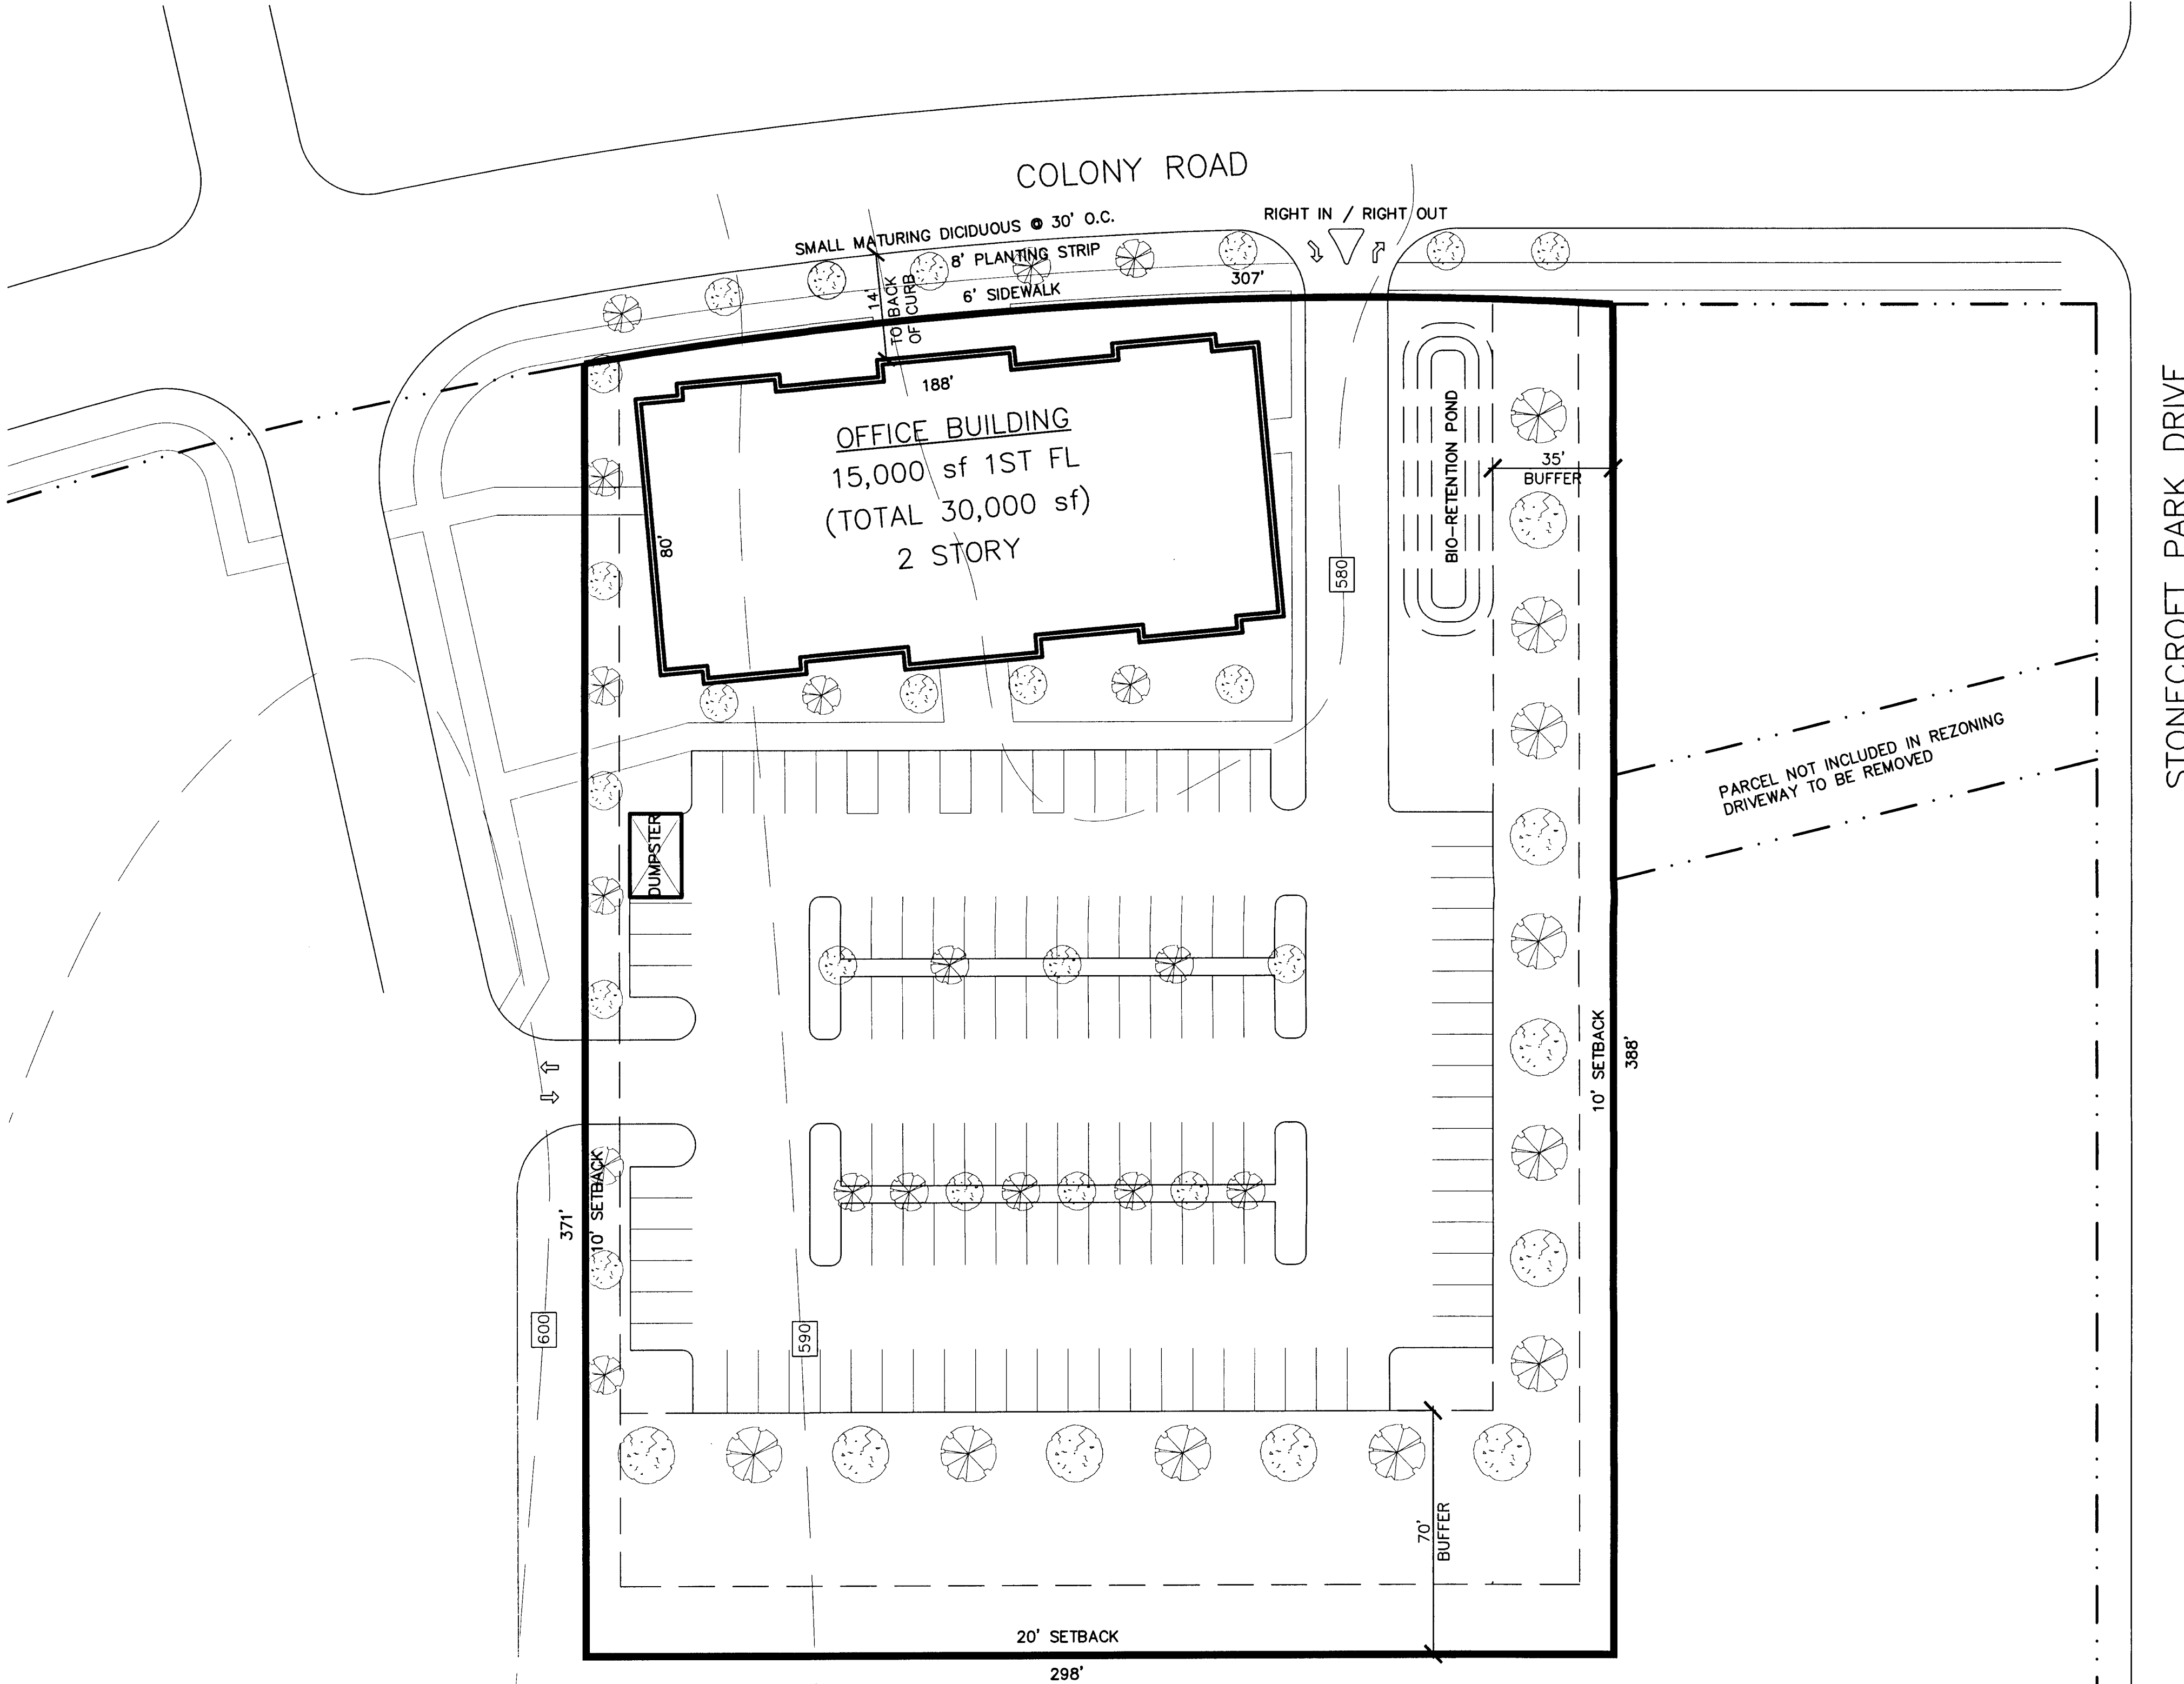 COLONY ROAD
RIGHT IN / RIGHT OUT
SMALL MATURING DICIDUOUS @ 30' O.C.
8' PLANTING STRIP
307'
6' SIDEWALK
14'
TO BACK
OF CURB
188'
OFFICE BUILDING
15,000 sf 1ST FL
(TOTAL 30,000 sf)
2 STORY
80'
580
BIO-RETENTION POND
35'
BUFFER
STONECROFT PARK DRIVE
PARCEL NOT INCLUDED IN REZONING
DRIVEWAY TO BE REMOVED
DUMPSTER
10' SETBACK
388'
371'
10' SETBACK
600
590
70'
BUFFER
20' SETBACK
298'